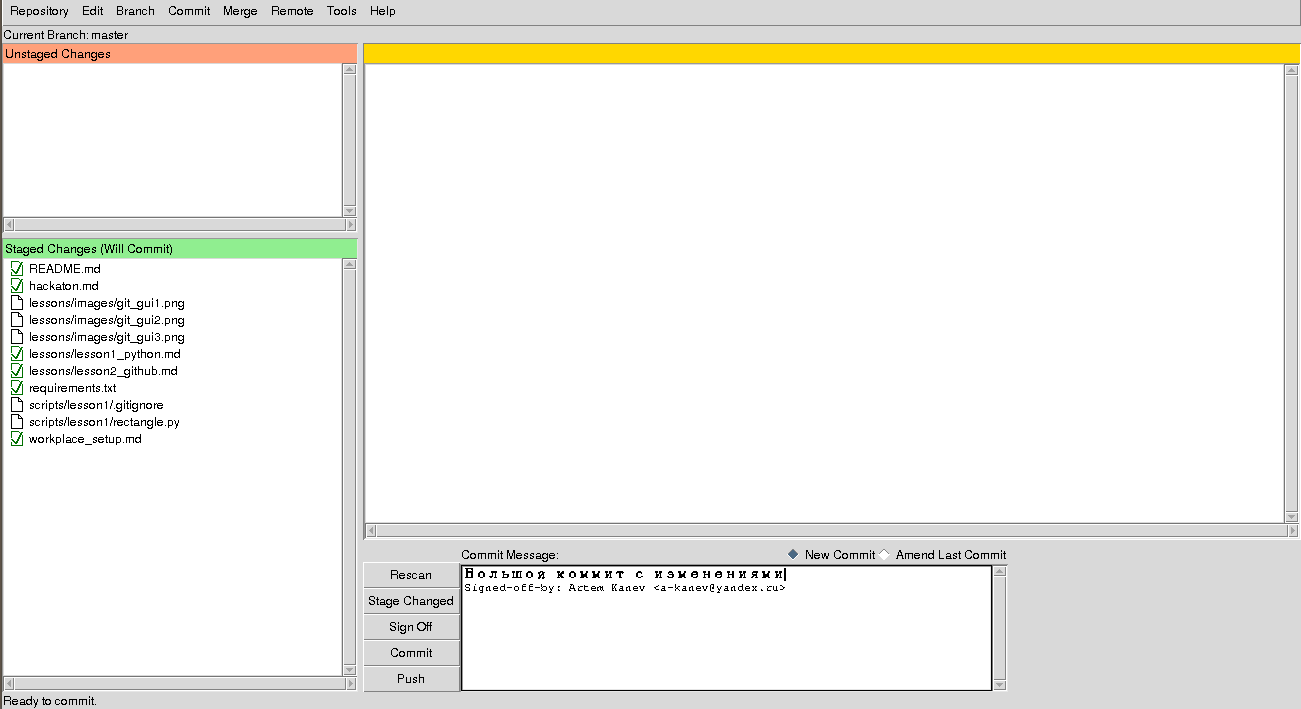 Repository Edit Branch Commit Merge Remote Tools Help
Current Branch: master
Unstaged Changes
Staged Changes (Will Commit)
README.md
hackaton.md
lessons/images/git_gui1.png
lessons/images/git_gui2.png
lessons/images/git_gui3.png
lessons/lesson1_python.md
lessons/lesson2_github.md
requirements.txt
scripts/lesson1/.gitignore
scripts/lesson1/rectangle.py
workplace_setup.md
Commit Message:
New Commit
Amend Last Commit
Rescan
Stage Changed
Sign Off
Commit
Push
Большой коммит с изменениями
Signed-off-by: Artem Kanev <a-kanev@yandex.ru>
Ready to commit.